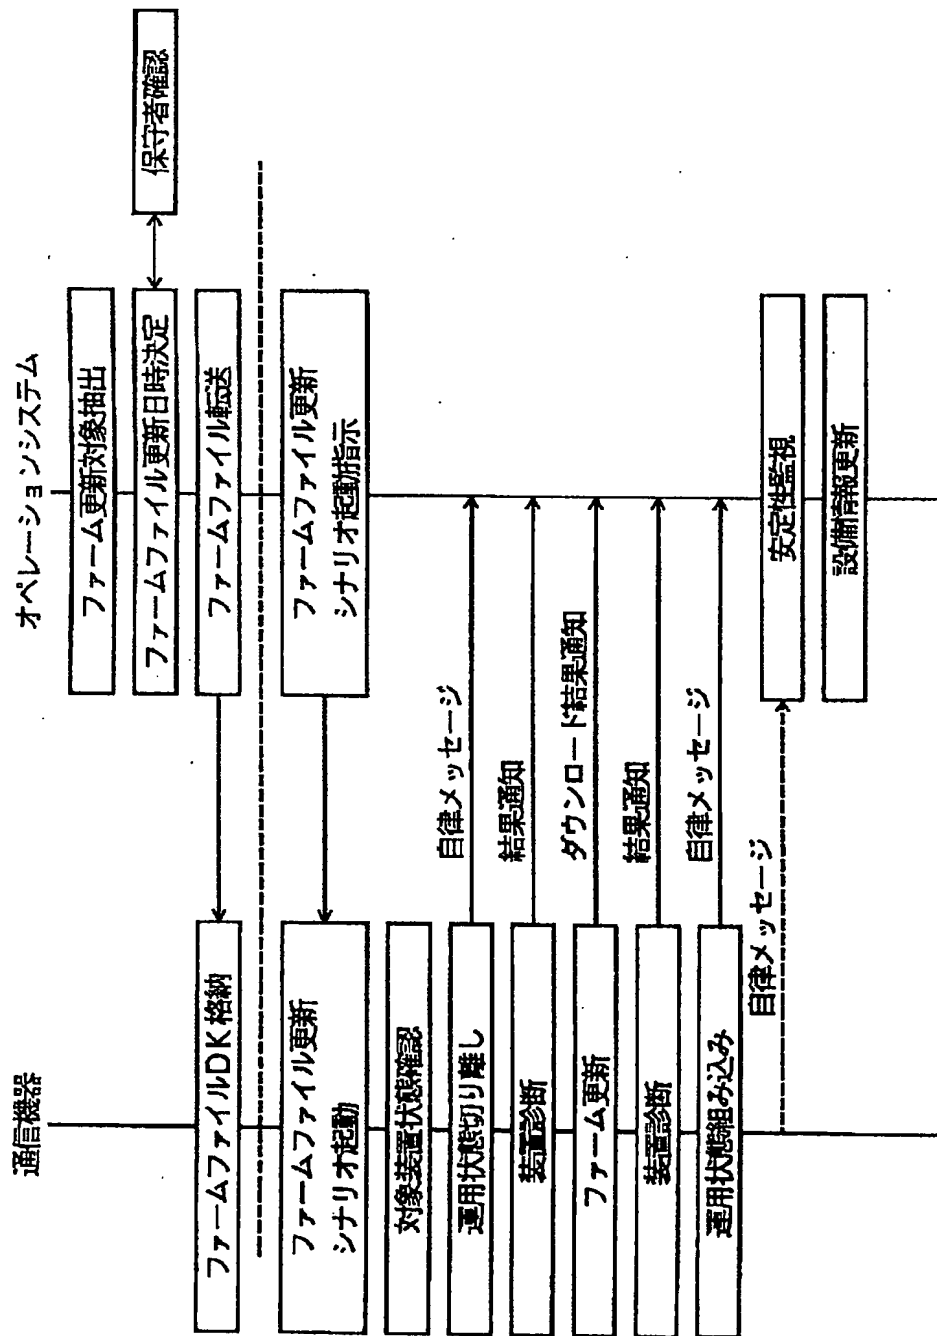 通信機器
オペレーションシステム
ファーム更新対象抽出
ファームファイル更新日時決定
保守者確認
ファームファイル転送
ファームファイルDK格納
ファームファイル更新
シナリオ起動指示
ファームファイル更新
シナリオ起動
対象装置状態確認
運用状態切り離し
自律メッセージ
装置診断
結果通知
ファーム更新
ダウンロード結果通知
装置診断
結果通知
運用状態組み込み
自律メッセージ
自律メッセージ
安定性監視
設備情報更新